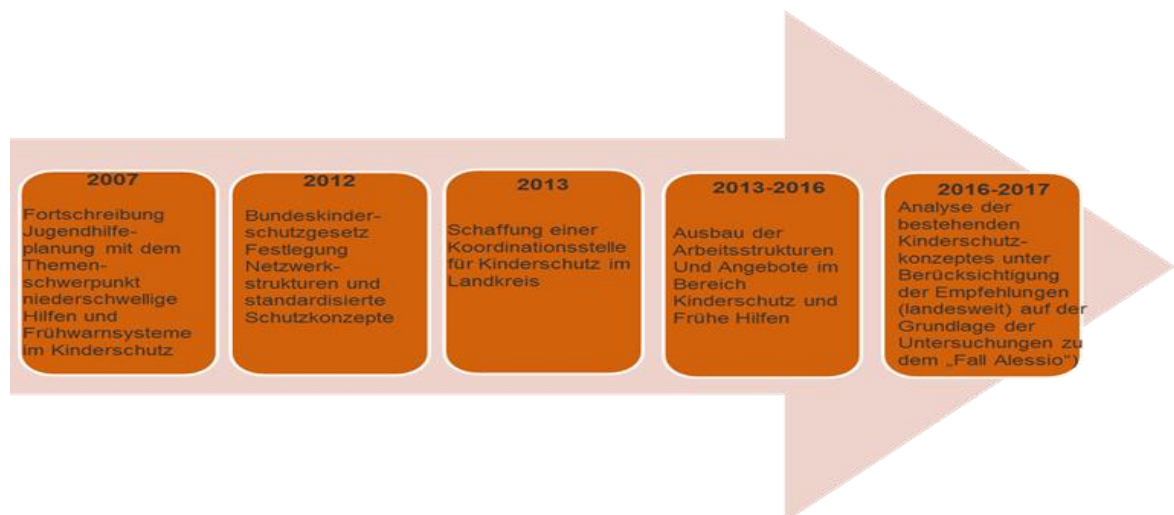 2007
Fortschreibung
Jugendhilfe-
planung mit dem
Themen-
schwerpunkt
niederschwellige
Hilfen und
Frühwarnsysteme
im Kinderschutz
2012
Bundeskinder-
schutzgesetz
Festlegung
Netzwerk-
strukturen und
standardisierte
Schutzkonzepte
2013
Schaffung einer
Koordinationsstelle
für Kinderschutz im
Landkreis
2013-2016
Ausbau der
Arbeitsstrukturen
Und Angebote im
Bereich
Kinderschutz und
Frühe Hilfen
2016-2017
Analyse der
bestehenden
Kinderschutz-
konzeptes unter
Berücksichtigung
der Empfehlungen
(landesweit) auf der
Grundlage der
Untersuchungen zu
dem „Fall Alessio“)